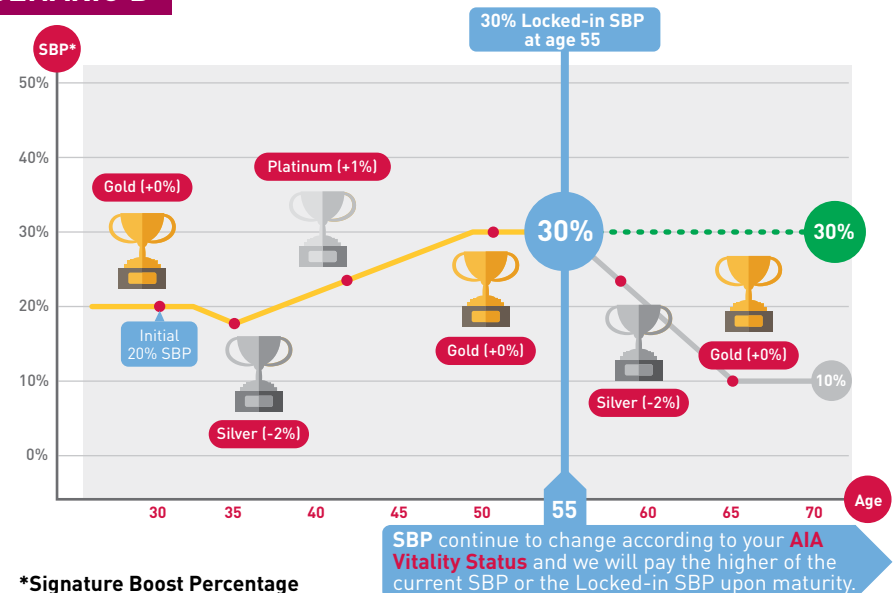 30% Locked-in SBP
at age 55
SBP*
50%
40%
30%
20%
10%
0%
Gold (+0%)
Platinum (+1%)
Initial
20% SBP
Silver (-2%)
Gold (+0%)
30%
30%
Silver (-2%)
Gold (+0%)
10%
30
35
40
45
50
55
60
65
70
Age
SBP continue to change according to your AIA
Vitality Status and we will pay the higher of the
current SBP or the Locked-in SBP upon maturity.
*Signature Boost Percentage